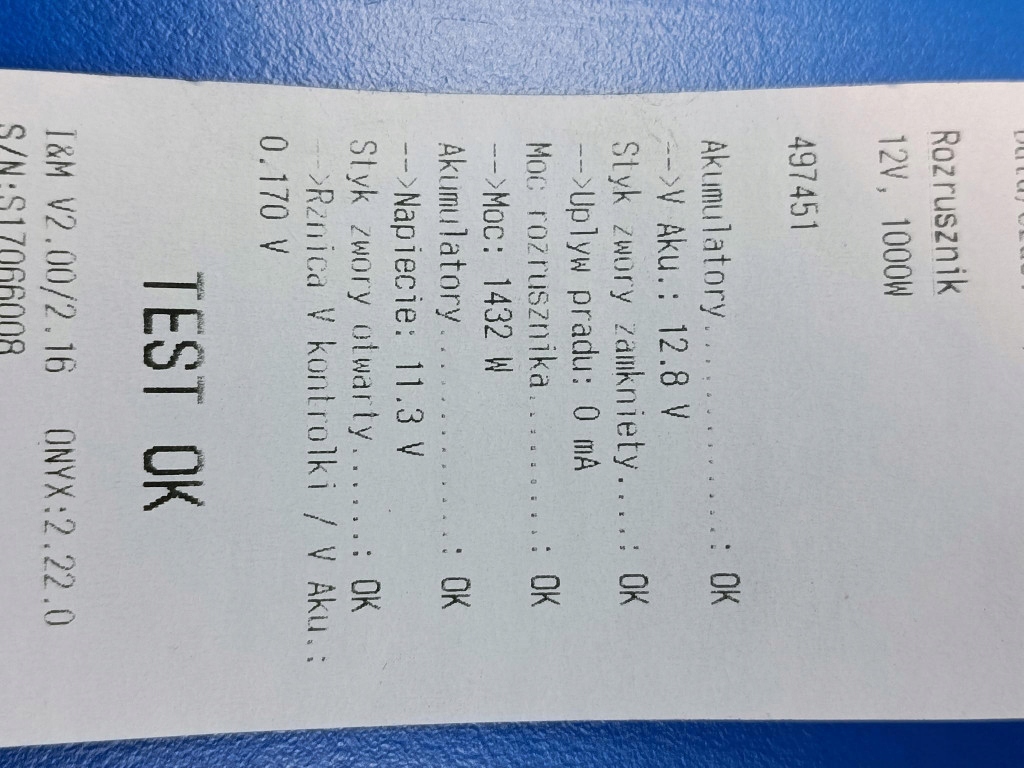 Rozrusznik
12V, 1000W
497451
Akumulatory............: OK
-->V Aku.: 12.8 V
Styk zwory zamkniety....: OK
-->Uplyw pradu: 0 mA
Moc rozrusznika.........: OK
-->Moc: 1432 W
Akumulatory............: OK
-->Napiecie: 11.3 V
Styk zwory otwarty......: OK
-->Rznica V kontrolki / V Aku.:
0.170 V
TEST OK
I&M V2.00/2.16 ONYX:2.22.0
S/N:S17066008